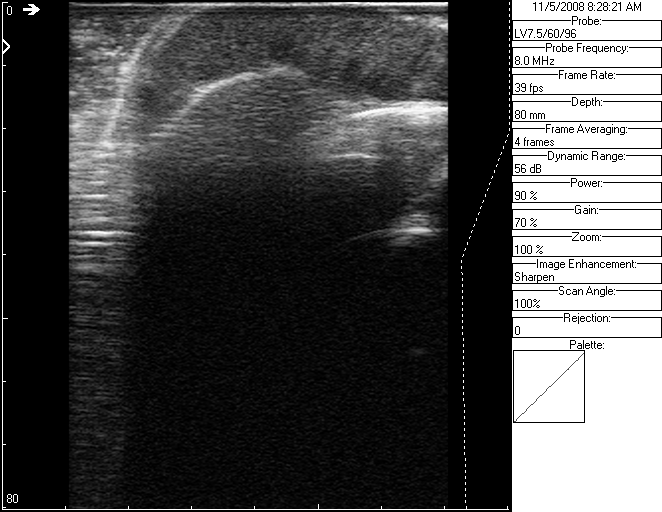 0
80
11/5/2008 8:28:21 AM
Probe:
LV7.5/60/96
Probe Frequency:
8.0 MHz
Frame Rate:
39 fps
Depth:
80 mm
Frame Averaging:
4 frames
Dynamic Range:
56 dB
Power:
90 %
Gain:
70 %
Zoom:
100 %
Image Enhancement:
Sharpen
Scan Angle:
100%
Rejection:
0
Palette: